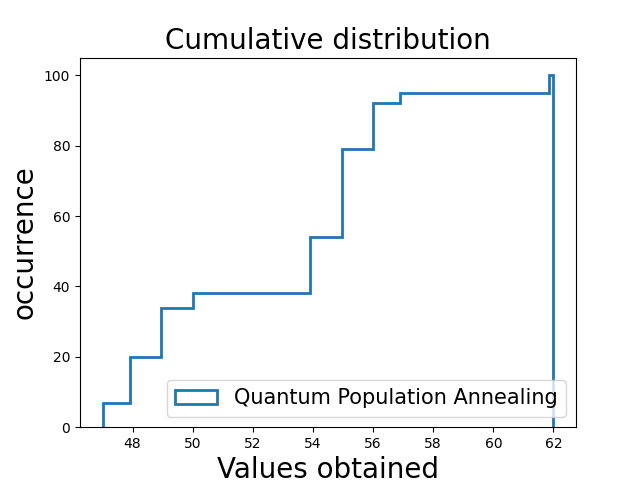 Cumulative distribution
occurrence
100
80
60
40
20
0
Quantum Population Annealing
48 50 52 54 56 58 60 62
Values obtained